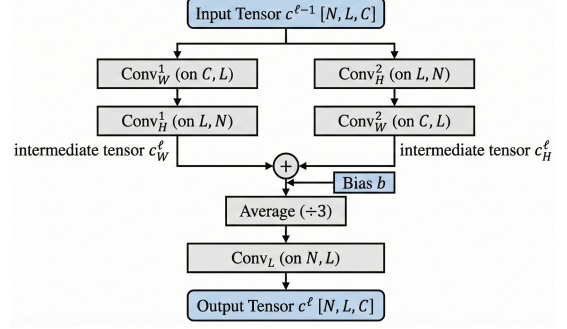 Input Tensor c^{ℓ−1} [N, L, C]
Conv_W^1 (on C, L)
Conv_H^2 (on L, N)
Conv_H^1 (on L, N)
Conv_W^2 (on C, L)
intermediate tensor c_W^ℓ
intermediate tensor c_H^ℓ
+
Bias b
Average (÷3)
Conv_L (on N, L)
Output Tensor c^ℓ [N, L, C]